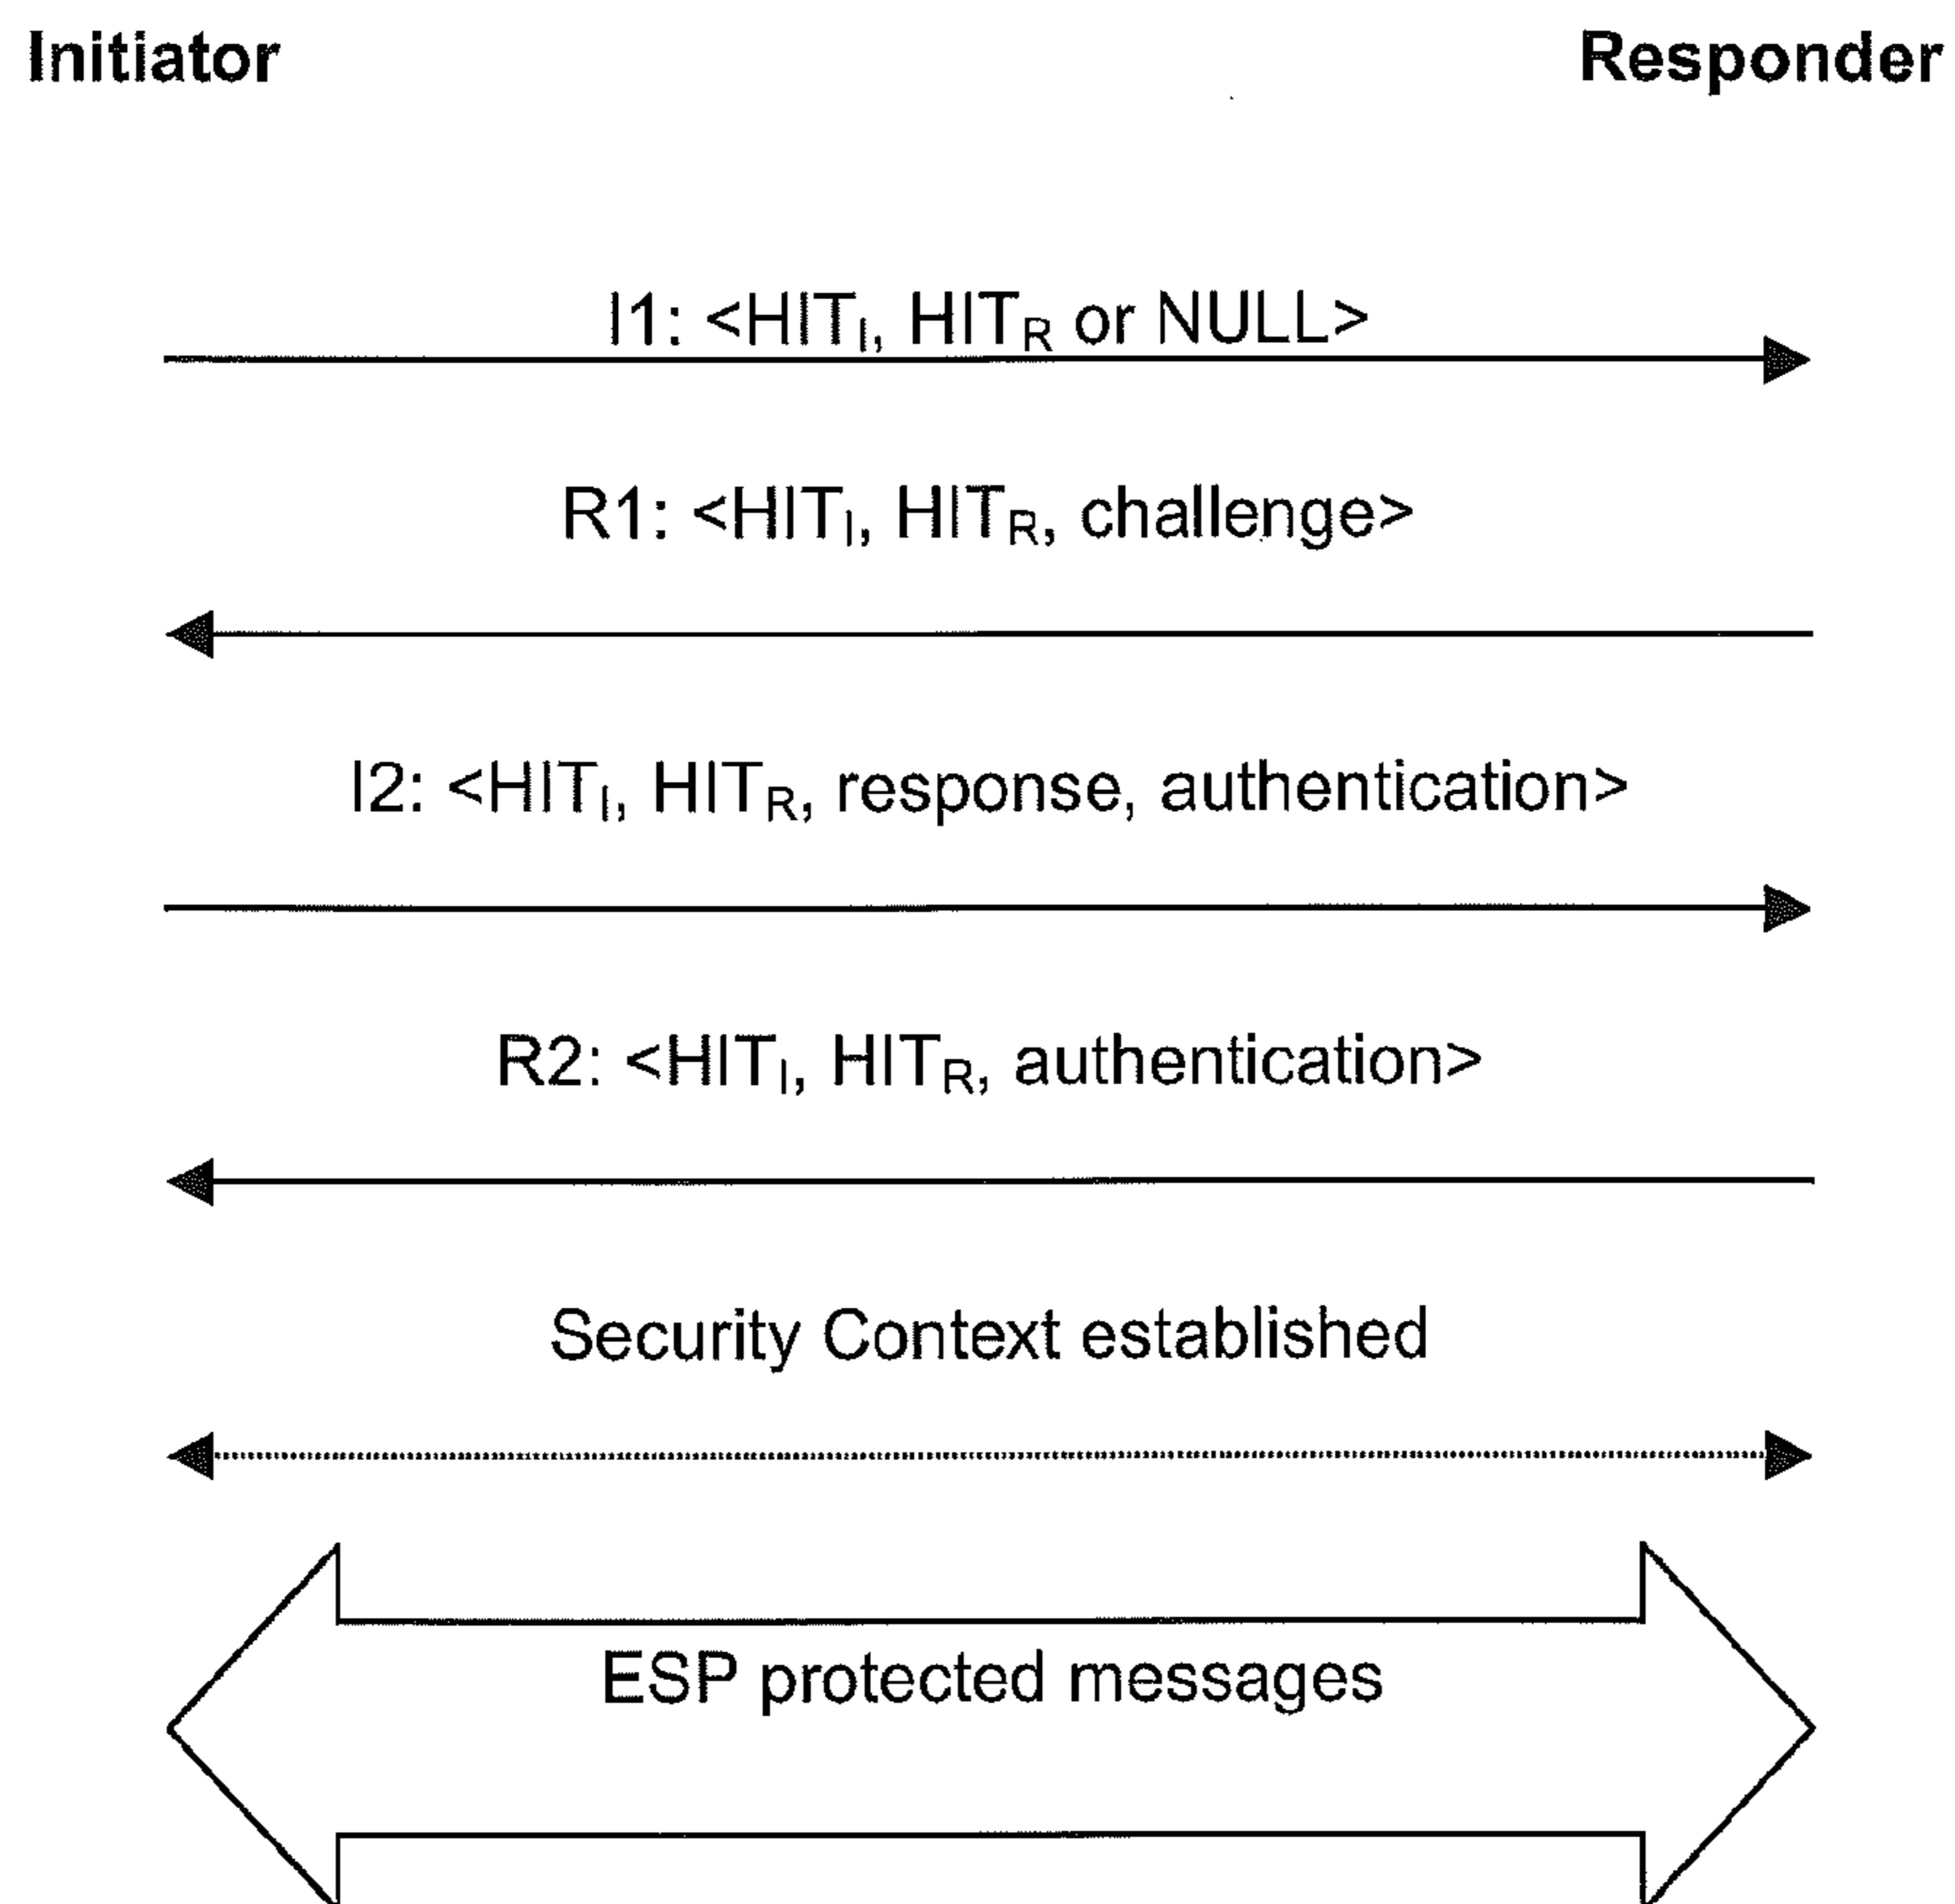 Initiator Responder
I1: <HITI, HITR or NULL>
R1: <HITI, HITR, challenge>
I2: <HITI, HITR, response, authentication>
R2: <HITI, HITR, authentication>
Security Context established
ESP protected messages